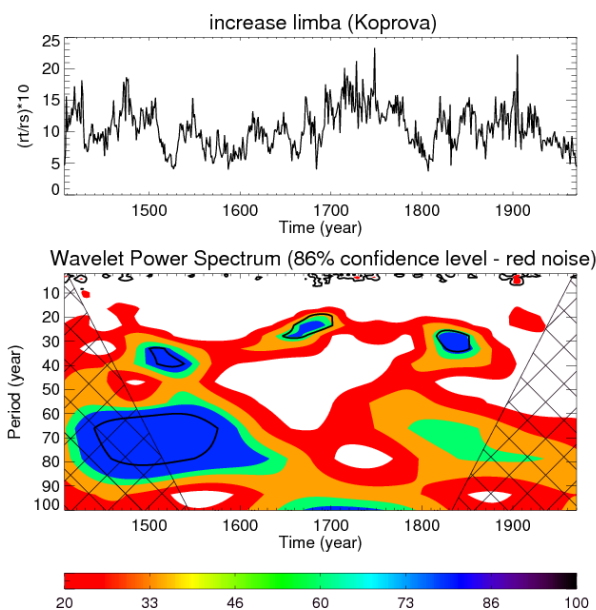 increase limba (Koprova)
25
20
15
10
5
0
(rt/rs)*10
1500 1600 1700 1800 1900
Time (year)
Wavelet Power Spectrum (86% confidence level - red noise)
10
20
30
40
50
60
70
80
90
100
Period (year)
1500 1600 1700 1800 1900
Time (year)
20 33 46 60 73 86 100